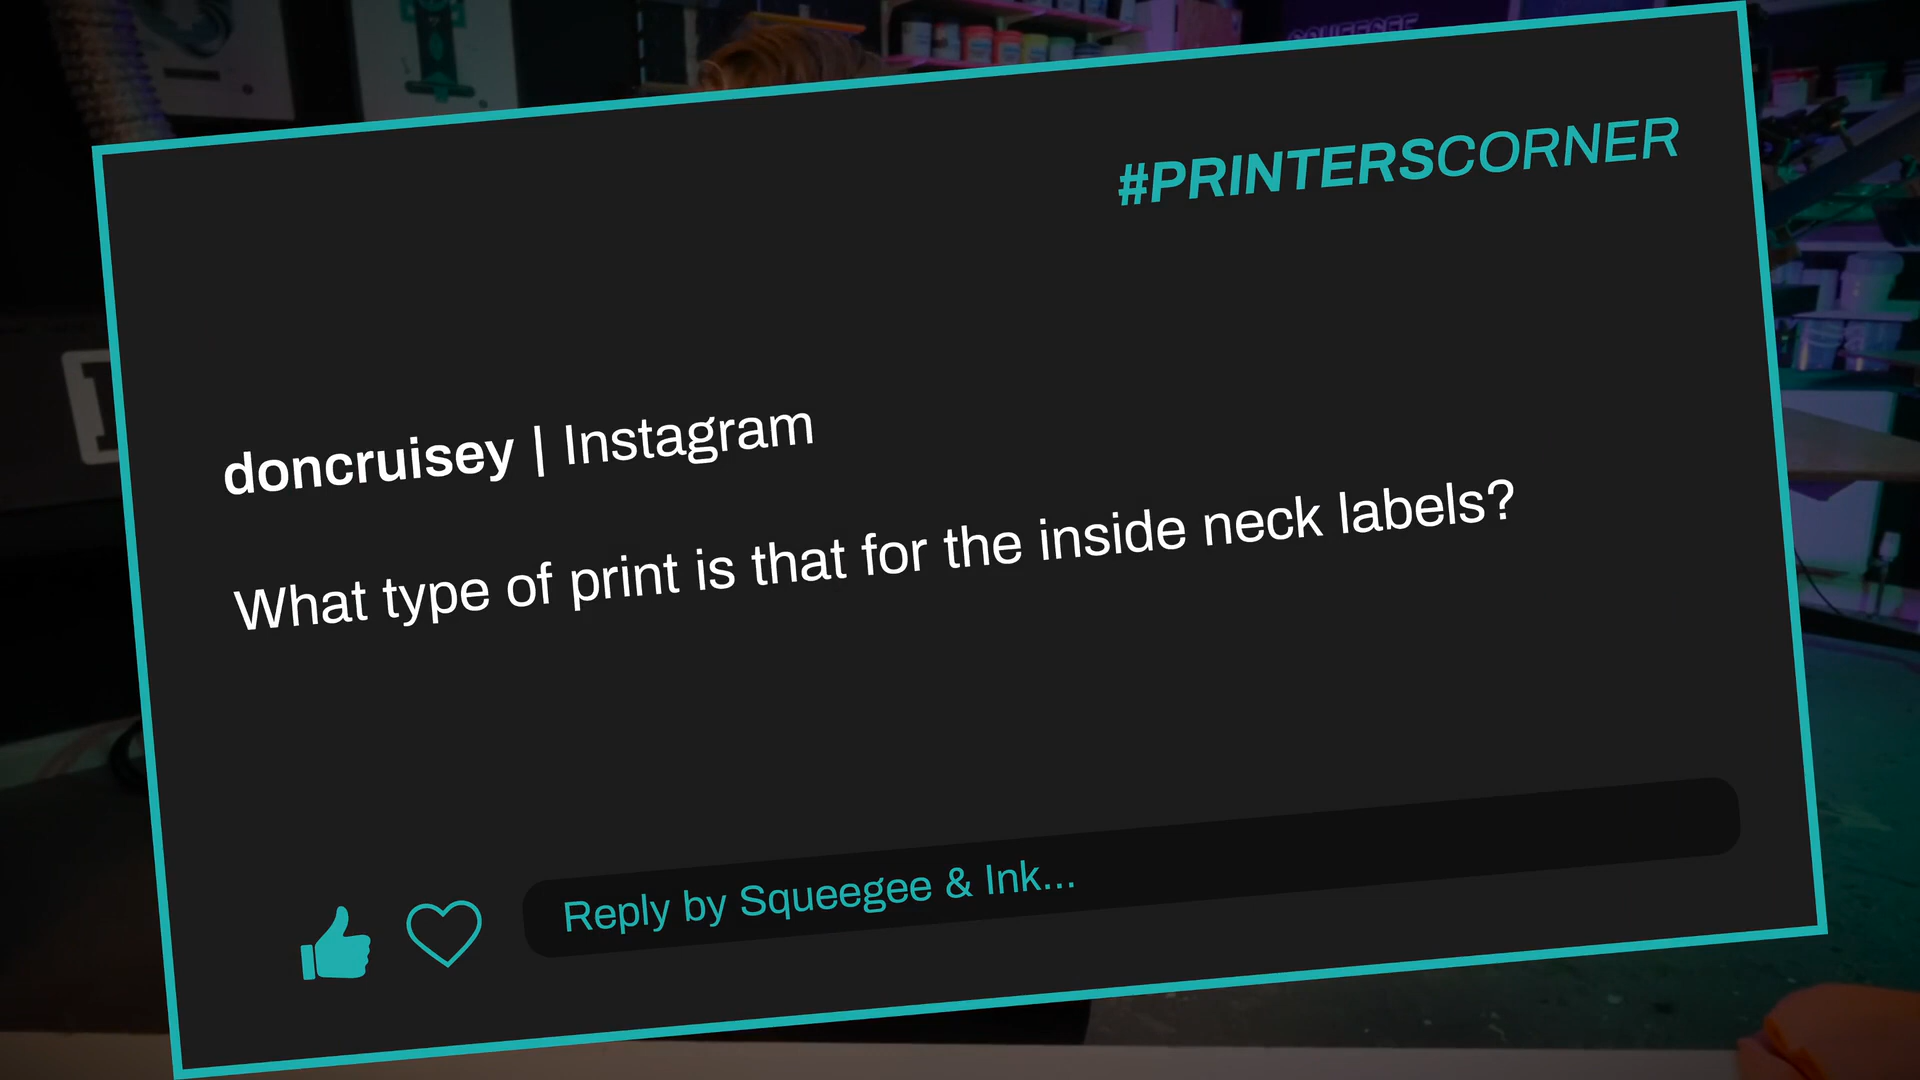 #PRINTERSCORNER
doncruisey | Instagram
What type of print is that for the inside neck labels?
Reply by Squeegee & Ink...